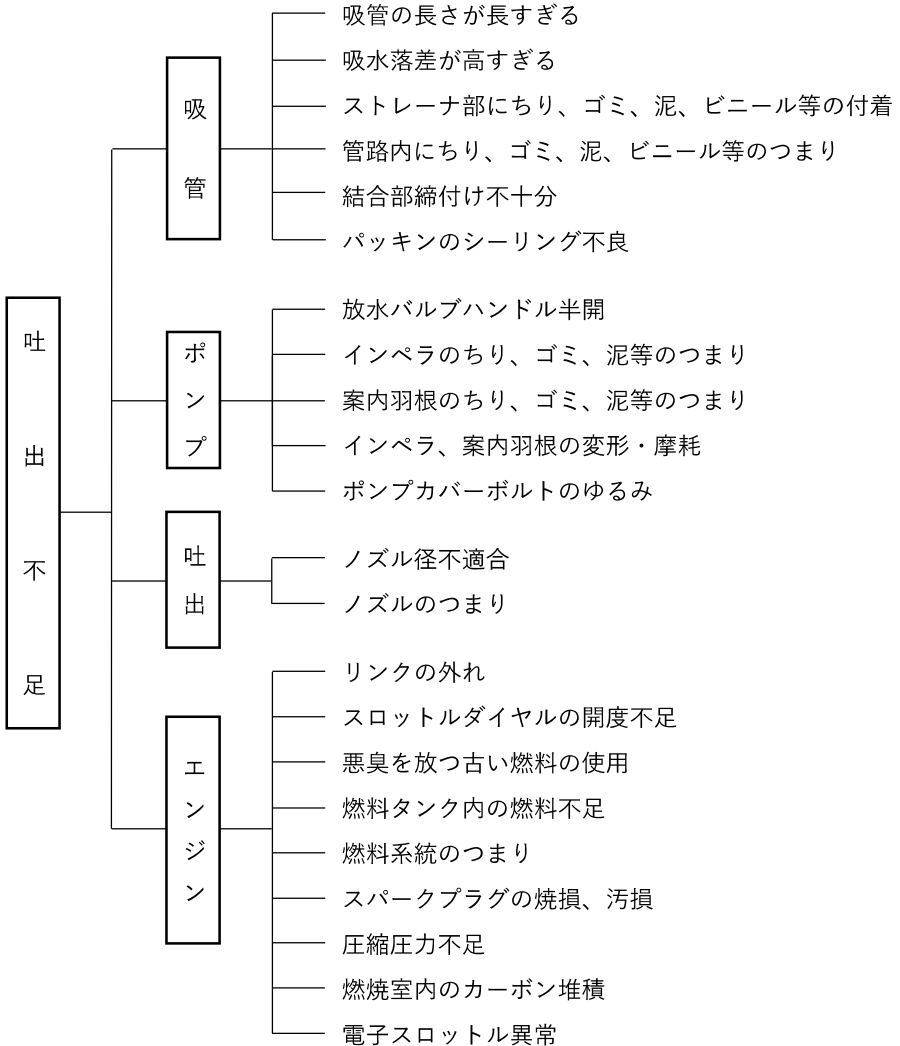 吐出不足
吸管
吸管の長さが長すぎる
吸水落差が高すぎる
ストレーナ部にちり、ゴミ、泥、ビニール等の付着
管路内にちり、ゴミ、泥、ビニール等のつまり
結合部締付け不十分
パッキンのシーリング不良
ポンプ
放水バルブハンドル半開
インペラのちり、ゴミ、泥等のつまり
案内羽根のちり、ゴミ、泥等のつまり
インペラ、案内羽根の変形・摩耗
ポンプカバーボルトのゆるみ
吐出
ノズル径不適合
ノズルのつまり
エンジン
リンクの外れ
スロットルダイヤルの開度不足
悪臭を放つ古い燃料の使用
燃料タンク内の燃料不足
燃料系統のつまり
スパークプラグの焼損、汚損
圧縮圧力不足
燃焼室内のカーボン堆積
電子スロットル異常